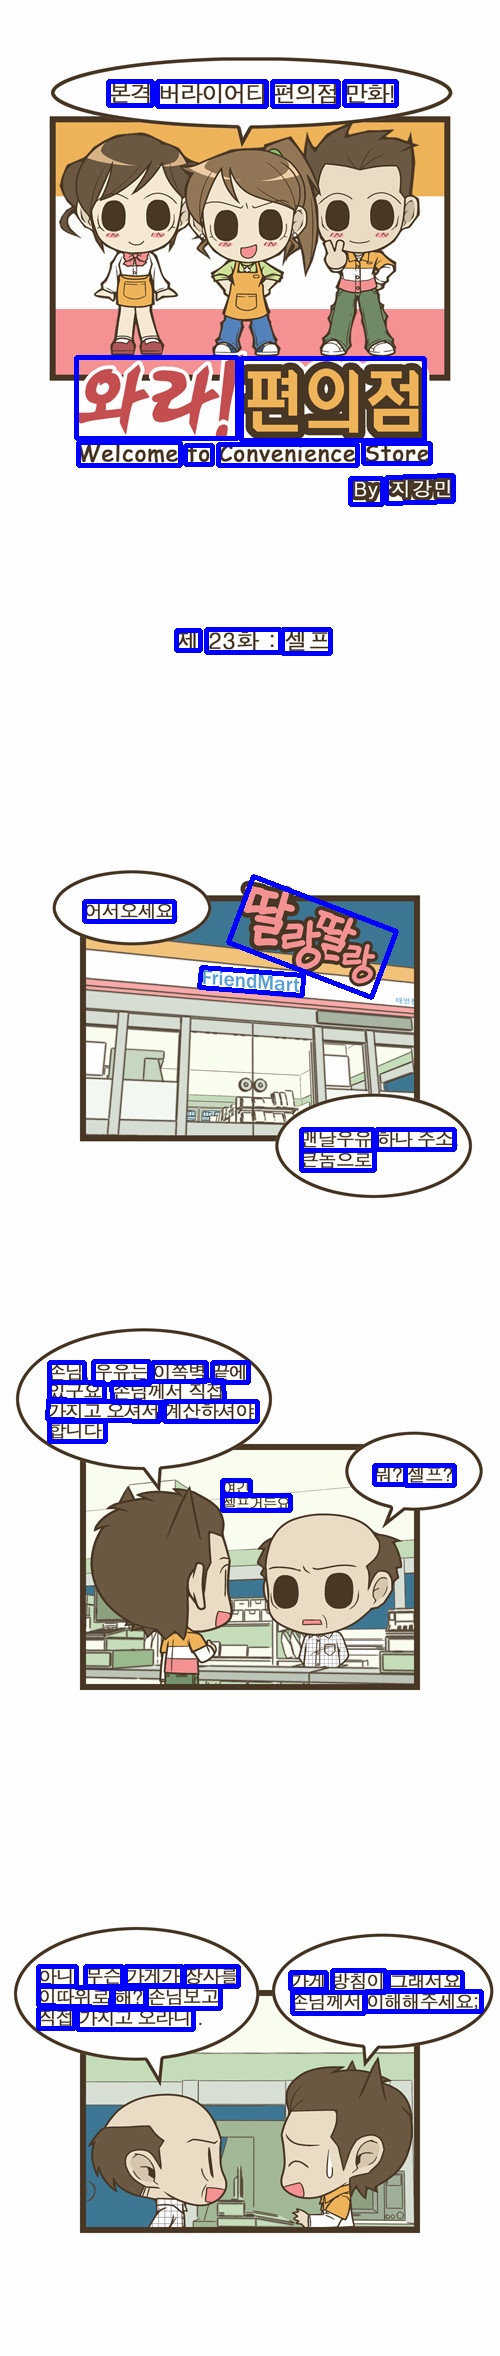 본격 버라이어티 편의점 만화!
와라! 편의점
Welcome to Convenience Store
By 지강민
제 23화 : 셀프
어서오세요
딸랑딸랑
FriendMart
맨날우유 하나 주소
큰놈으로
손님 우유는 이쪽벽 끝에
있구요 손님께서 직접
가지고 오셔서 계산하셔야
합니다
여긴
셀프거든요
뭐? 셀프?
아니 무슨 가게가 장사를
이따위로 해? 손님보고
직접 가지고 오라니 .
가게 방침이 그래서요
손님께서 이해해주세요;